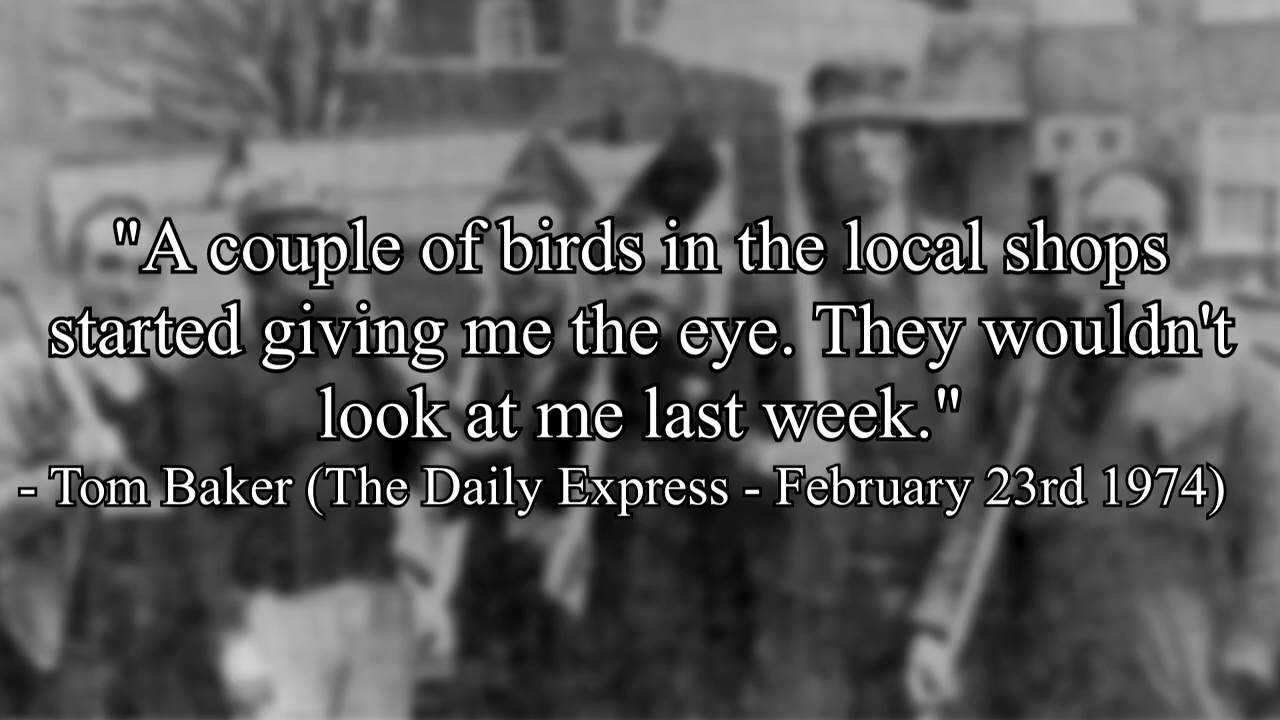 "A couple of birds in the local shops
started giving me the eye. They wouldn't
look at me last week."
- Tom Baker (The Daily Express - February 23rd 1974)